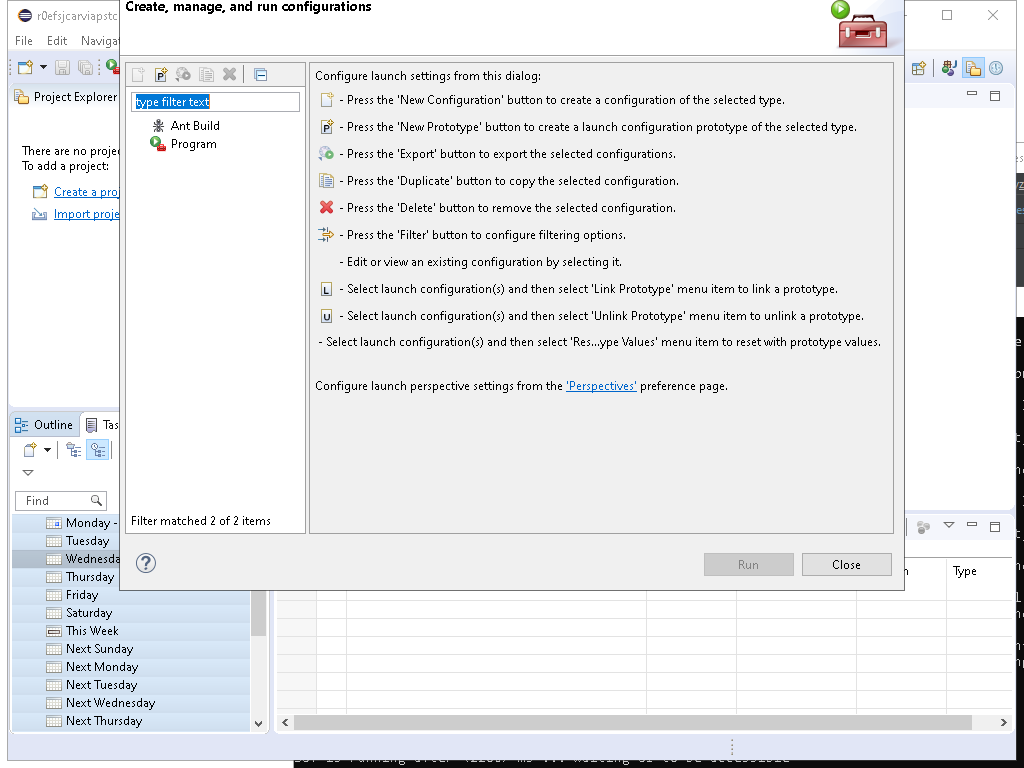 Create, manage, and run configurations
r0efsjcarviapstc
File Edit Naviga
Project Explorer
There are no proje
To add a project:
Create a proj
Import proje
type filter text
Ant Build
Program
Filter matched 2 of 2 items
Configure launch settings from this dialog:
- Press the 'New Configuration' button to create a configuration of the selected type.
- Press the 'New Prototype' button to create a launch configuration prototype of the selected type.
- Press the 'Export' button to export the selected configurations.
- Press the 'Duplicate' button to copy the selected configuration.
- Press the 'Delete' button to remove the selected configuration.
- Press the 'Filter' button to configure filtering options.
- Edit or view an existing configuration by selecting it.
L - Select launch configuration(s) and then select 'Link Prototype' menu item to link a prototype.
U - Select launch configuration(s) and then select 'Unlink Prototype' menu item to unlink a prototype.
- Select launch configuration(s) and then select 'Res...ype Values' menu item to reset with prototype values.
Configure launch perspective settings from the 'Perspectives' preference page.
Run
Close
Outline
Tas
Find
Monday -
Tuesday
Wednesda
Thursday
Friday
Saturday
This Week
Next Sunday
Next Monday
Next Tuesday
Next Wednesday
Next Thursday
Type